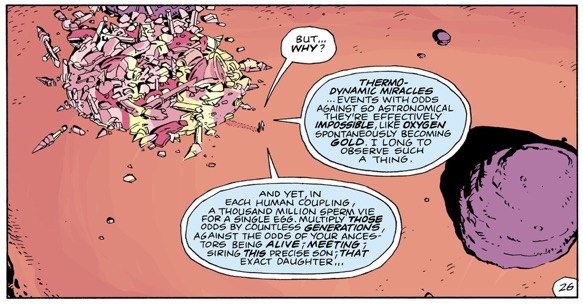 BUT...
WHY?
THERMO-
DYNAMIC MIRACLES
...EVENTS WITH ODDS
AGAINST SO ASTRONOMICAL
THEY'RE EFFECTIVELY
IMPOSSIBLE, LIKE OXYGEN
SPONTANEOUSLY BECOMING
GOLD. I LONG TO
OBSERVE SUCH
A THING.
AND YET, IN
EACH HUMAN COUPLING,
A THOUSAND MILLION SPERM VIE
FOR A SINGLE EGG. MULTIPLY THOSE
ODDS BY COUNTLESS GENERATIONS,
AGAINST THE ODDS OF YOUR ANCES-
TORS BEING ALIVE; MEETING;
SIRING THIS PRECISE SON; THAT
EXACT DAUGHTER...
26